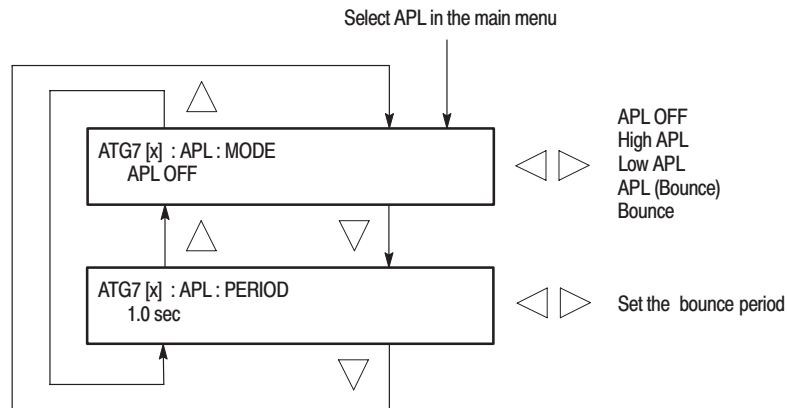 Select APL in the main menu
ATG7 [x] : APL : MODE
APL OFF
APL OFF
High APL
Low APL
APL (Bounce)
Bounce
ATG7 [x] : APL : PERIOD
1.0 sec
Set the bounce period